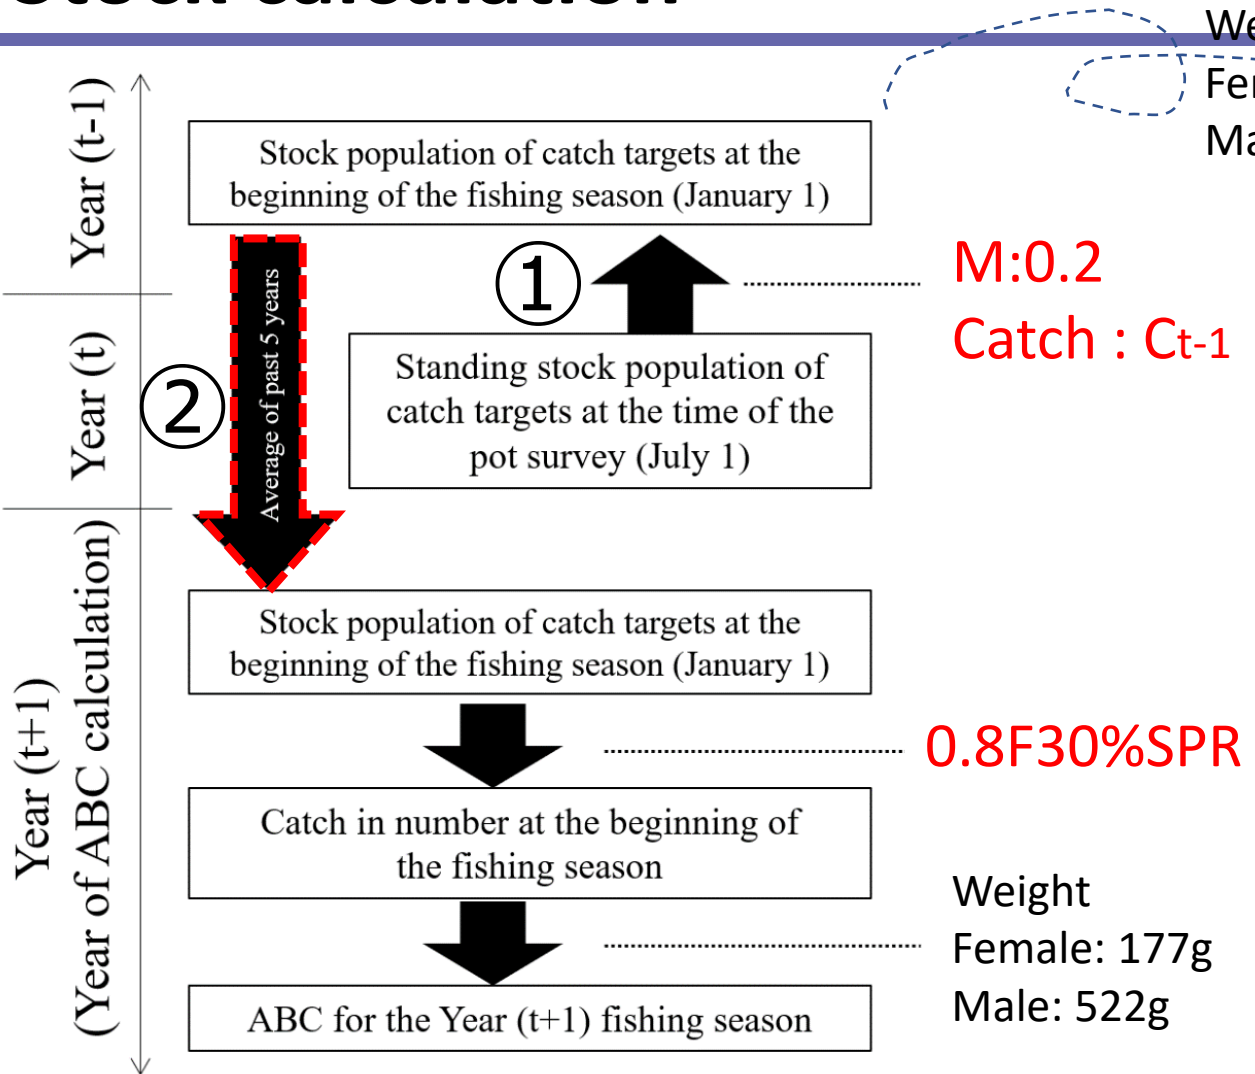 Stock calculation
Year (t-1)
Stock population of catch targets at the
beginning of the fishing season (January 1)
①
M:0.2
Catch : Ct-1
Average of past 5 years
②
Year (t)
Standing stock population of
catch targets at the time of the
pot survey (July 1)
Year (t+1)
(Year of ABC calculation)
Stock population of catch targets at the
beginning of the fishing season (January 1)
0.8F30%SPR
Catch in number at the beginning of
the fishing season
Weight
Female: 177g
Male: 522g
ABC for the Year (t+1) fishing season